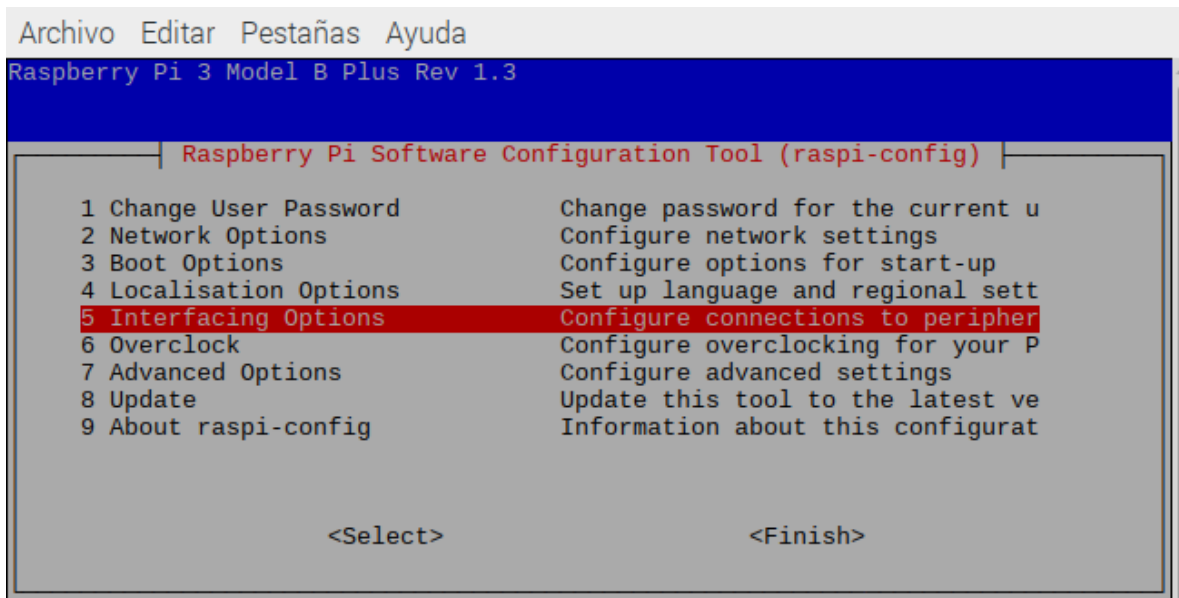 Archivo Editar Pestañas Ayuda
Raspberry Pi 3 Model B Plus Rev 1.3
Raspberry Pi Software Configuration Tool (raspi-config)
1 Change User Password Change password for the current u
2 Network Options Configure network settings
3 Boot Options Configure options for start-up
4 Localisation Options Set up language and regional sett
5 Interfacing Options Configure connections to peripher
6 Overclock Configure overclocking for your P
7 Advanced Options Configure advanced settings
8 Update Update this tool to the latest ve
9 About raspi-config Information about this configurat
<Select> <Finish>